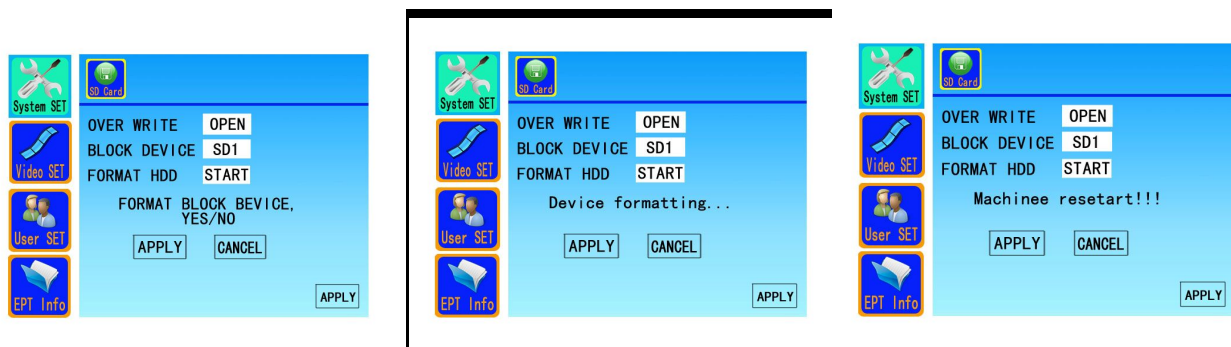 System SET
SD Card
OVER WRITE OPEN
BLOCK DEVICE SD1
Video SET
FORMAT HDD START
FORMAT BLOCK BEVICE,
YES/NO
User SET
APPLY CANCEL
EPT Info
APPLY
System SET
SD Card
OVER WRITE OPEN
BLOCK DEVICE SD1
Video SET
FORMAT HDD START
Device formatting...
User SET
APPLY CANCEL
EPT Info
APPLY
System SET
SD Card
OVER WRITE OPEN
BLOCK DEVICE SD1
Video SET
FORMAT HDD START
Machinee resetart!!!
User SET
APPLY CANCEL
EPT Info
APPLY